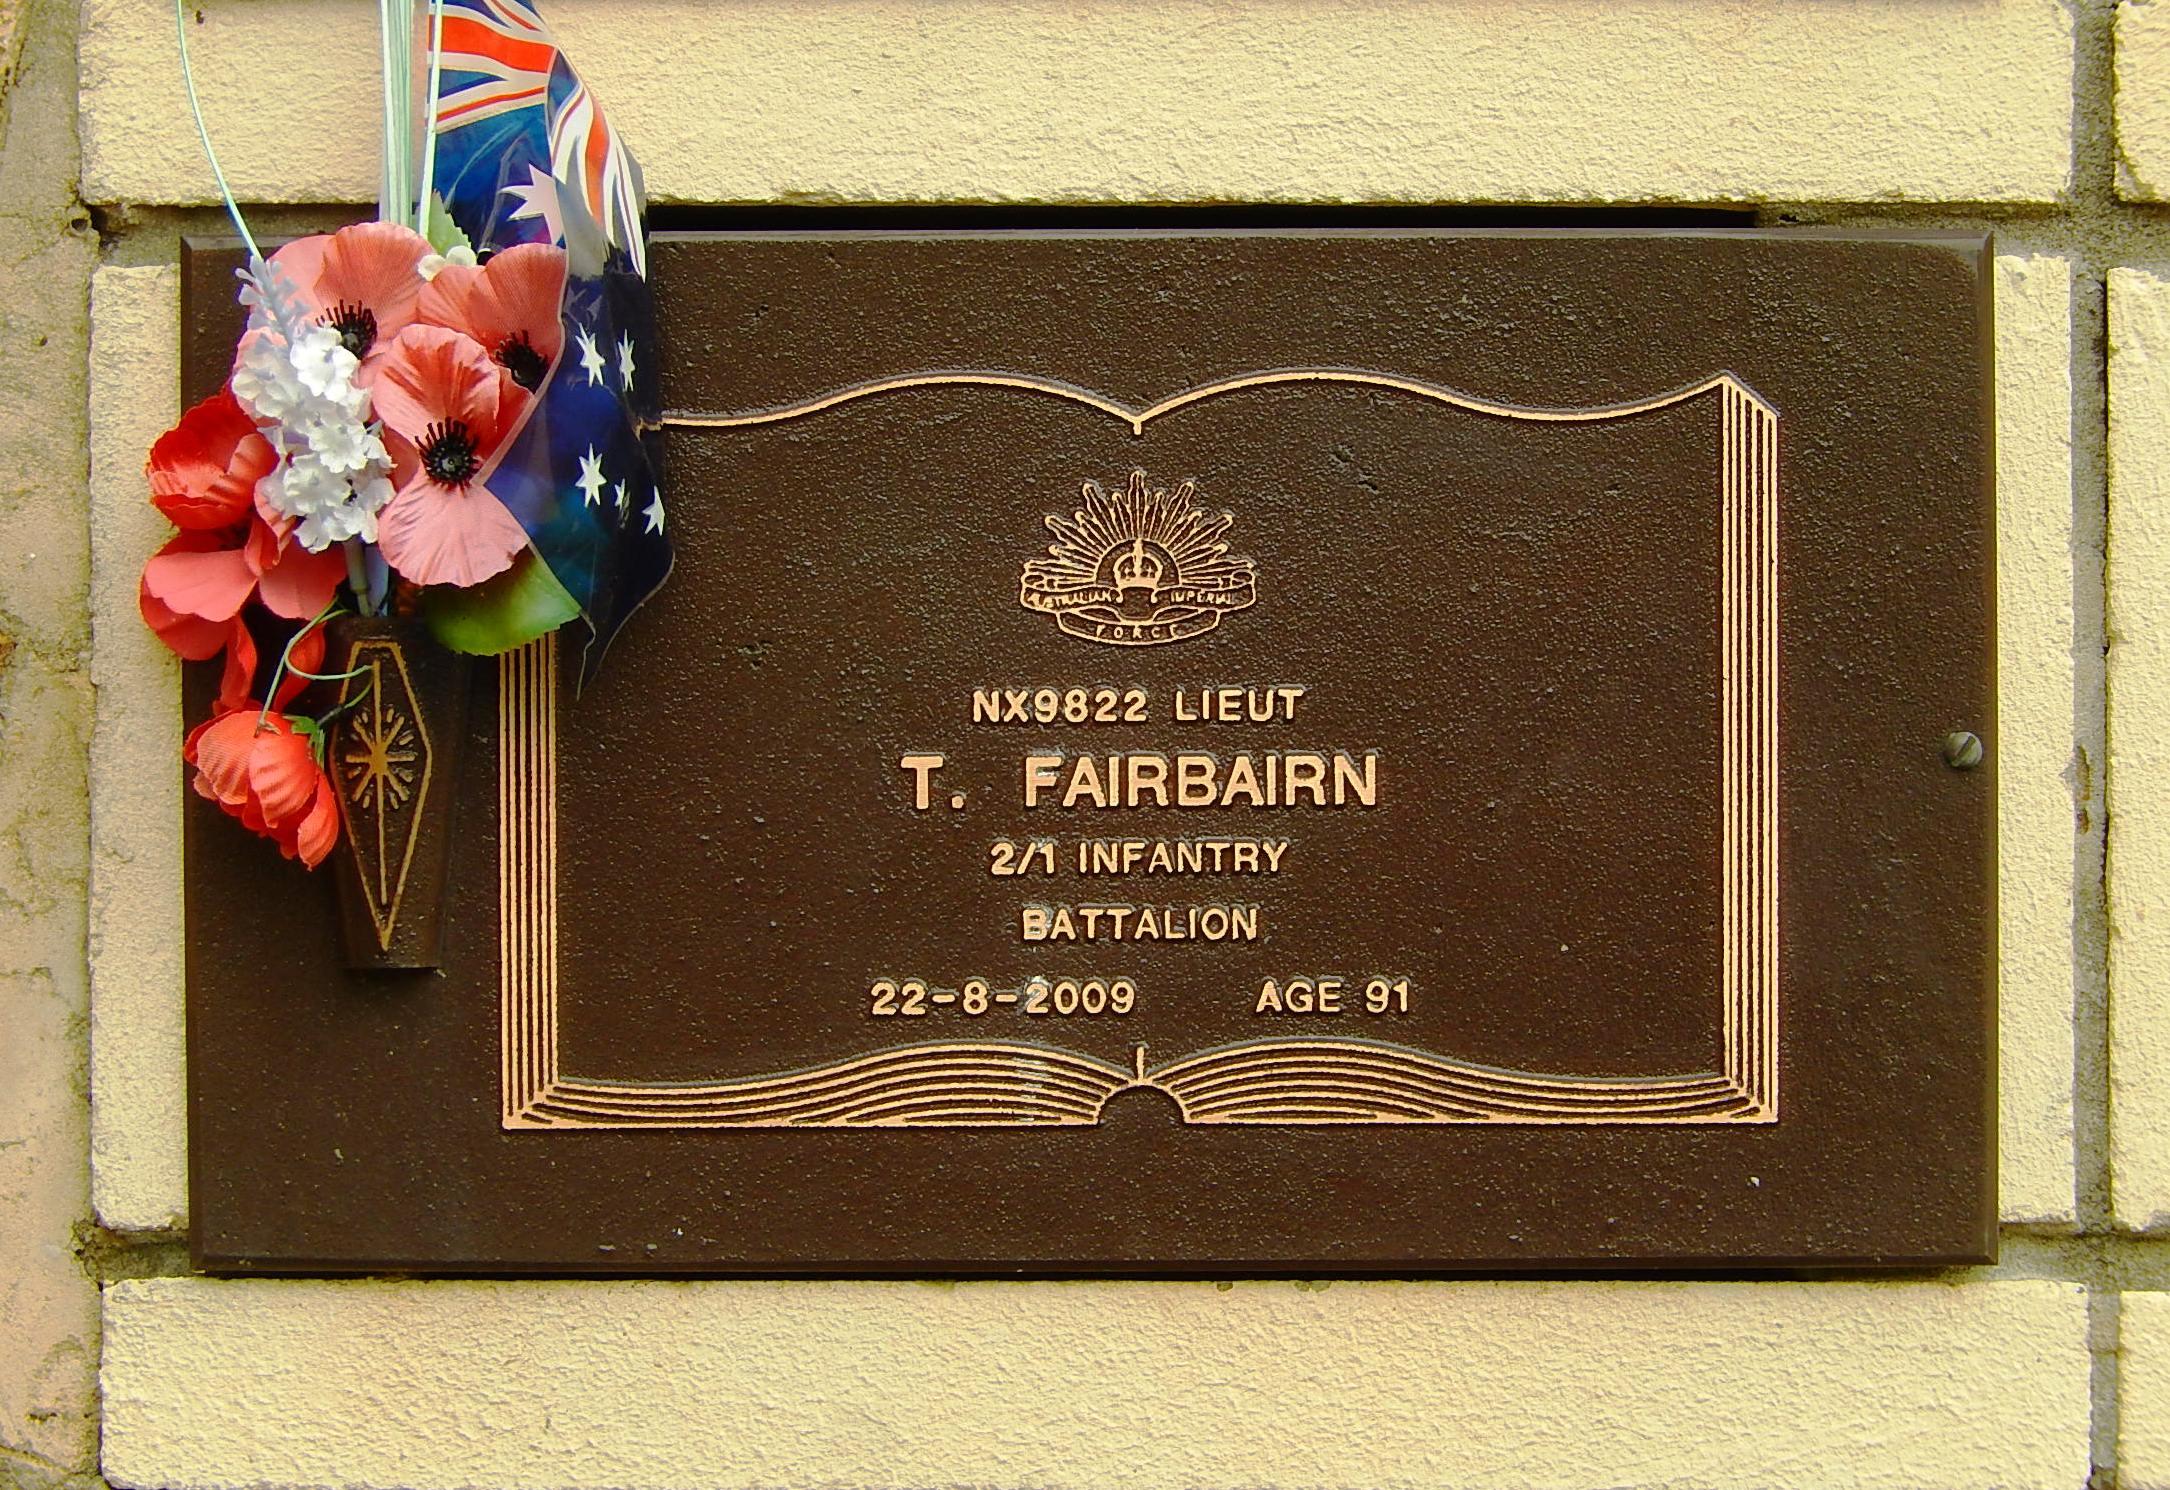 AUSTRALIAN IMPERIAL
FORCE
NX9822 LIEUT
T. FAIRBAIRN
2/1 INFANTRY
BATTALION
22-8-2009 AGE 91